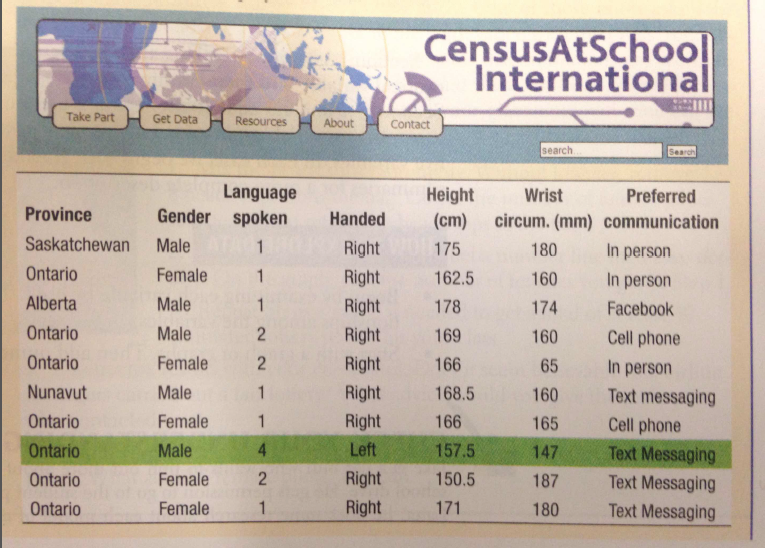 CensusAtSchool
International
Take Part Get Data Resources About Contact
search Search
Language Height Wrist Preferred
Province Gender spoken Handed (cm) circum. (mm) communication
Saskatchewan Male 1 Right 175 180 In person
Ontario Female 1 Right 162.5 160 In person
Alberta Male 1 Right 178 174 Facebook
Ontario Male 2 Right 169 160 Cell phone
Ontario Female 2 Right 166 65 In person
Nunavut Male 1 Right 168.5 160 Text messaging
Ontario Female 1 Right 166 165 Cell phone
Ontario Male 4 Left 157.5 147 Text Messaging
Ontario Female 2 Right 150.5 187 Text Messaging
Ontario Female 1 Right 171 180 Text Messaging